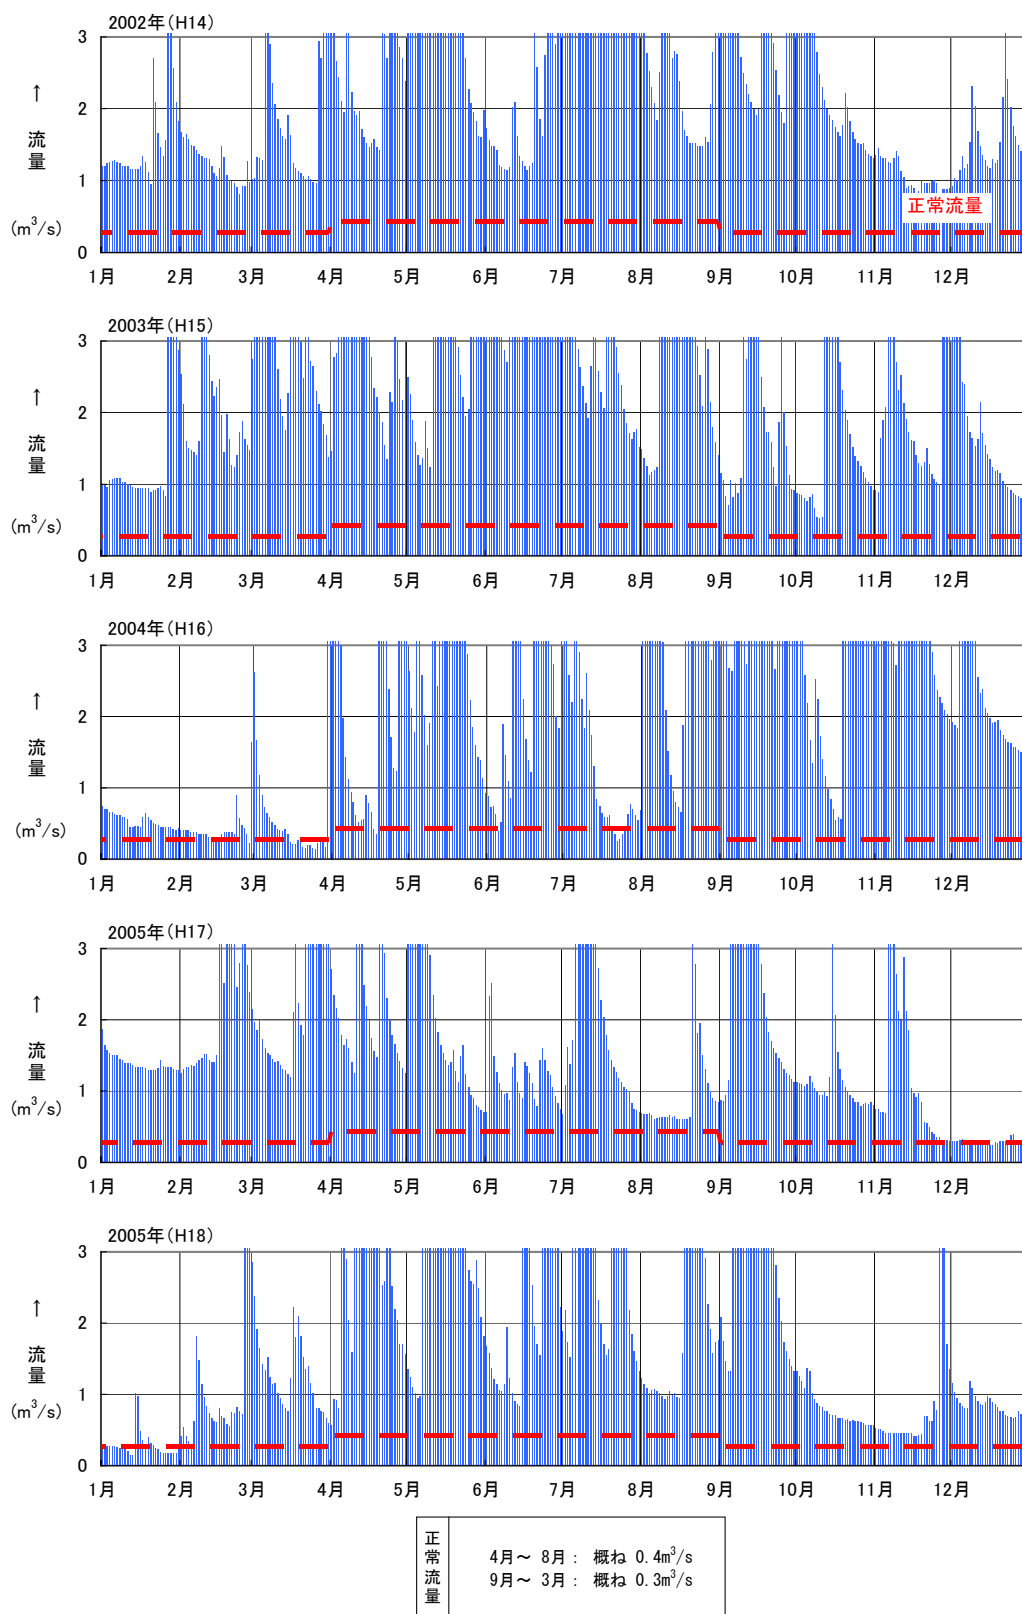 2002年(H14)
3
2
1
0
↑
流量
(m³/s)
正常流量
1月 2月 3月 4月 5月 6月 7月 8月 9月 10月 11月 12月
2003年(H15)
3
2
1
0
↑
流量
(m³/s)
1月 2月 3月 4月 5月 6月 7月 8月 9月 10月 11月 12月
2004年(H16)
3
2
1
0
↑
流量
(m³/s)
1月 2月 3月 4月 5月 6月 7月 8月 9月 10月 11月 12月
2005年(H17)
3
2
1
0
↑
流量
(m³/s)
1月 2月 3月 4月 5月 6月 7月 8月 9月 10月 11月 12月
2005年(H18)
3
2
1
0
↑
流量
(m³/s)
1月 2月 3月 4月 5月 6月 7月 8月 9月 10月 11月 12月
正常流量
4月～ 8月： 概ね 0.4m³/s
9月～ 3月： 概ね 0.3m³/s